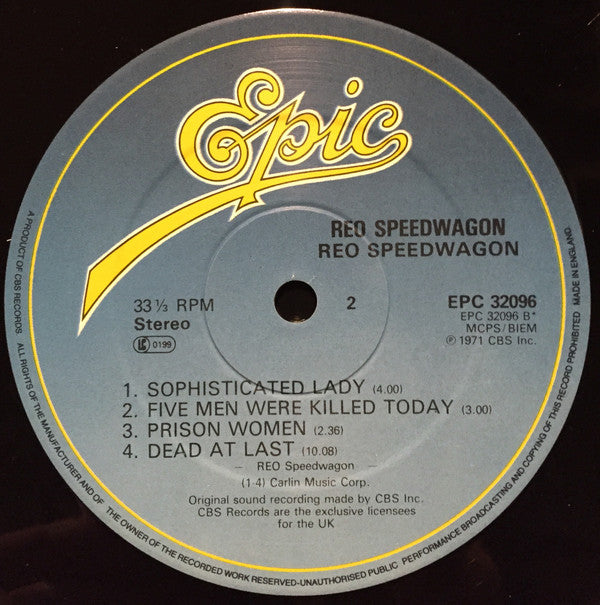 Epic
REO SPEEDWAGON
REO SPEEDWAGON
33⅓ RPM
Stereo
LC 0199
2
EPC 32096
EPC 32096 B*
MCPS/BIEM
℗ 1971 CBS Inc.
1. SOPHISTICATED LADY (4.00)
2. FIVE MEN WERE KILLED TODAY (3.00)
3. PRISON WOMEN (2.36)
4. DEAD AT LAST (10.08)
– REO Speedwagon –
(1-4) Carlin Music Corp.
Original sound recording made by CBS Inc.
CBS Records are the exclusive licensees
for the UK
A PRODUCT OF CBS RECORDS. ALL RIGHTS OF THE MANUFACTURER AND OF THE OWNER OF THE RECORDED WORK RESERVED-UNAUTHORISED PUBLIC PERFORMANCE BROADCASTING AND COPYING OF THIS RECORD PROHIBITED MADE IN ENGLAND.